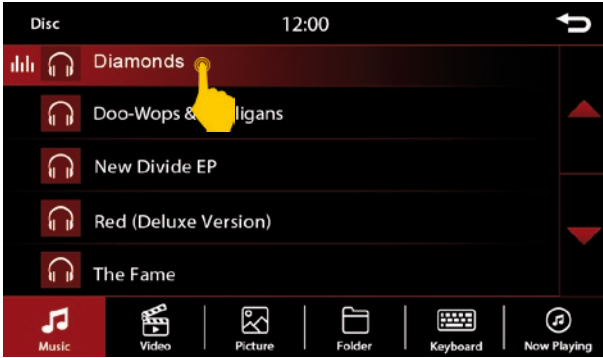 Disc 12:00
Diamonds
Doo-Wops & ligans
New Divide EP
Red (Deluxe Version)
The Fame
Music Video Picture Folder Keyboard Now Playing